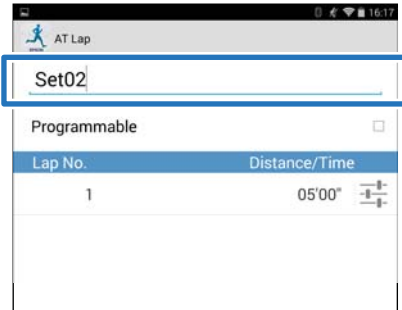 16:17
AT Lap
Set02
Programmable
Lap No. Distance/Time
1 05'00"